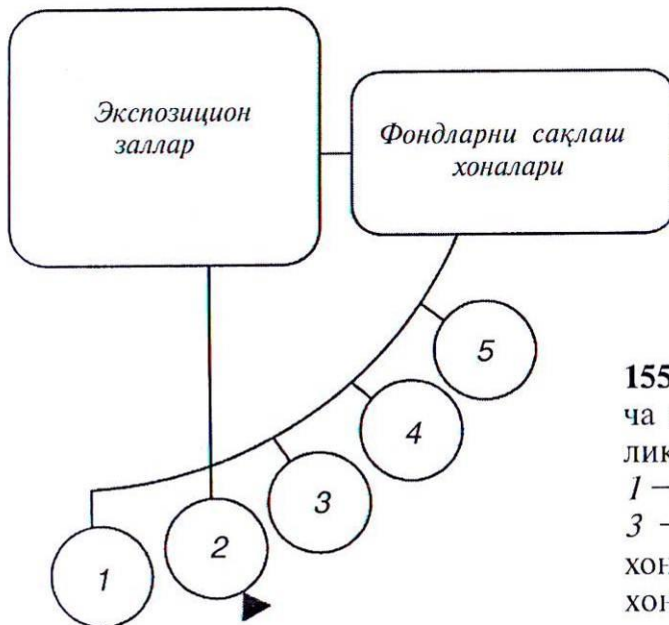 Экспозицион
заллар
Фондларни сақлаш
хоналари
5
4
3
2
1
155
ча
лик
1 —
3 –
хон
хон